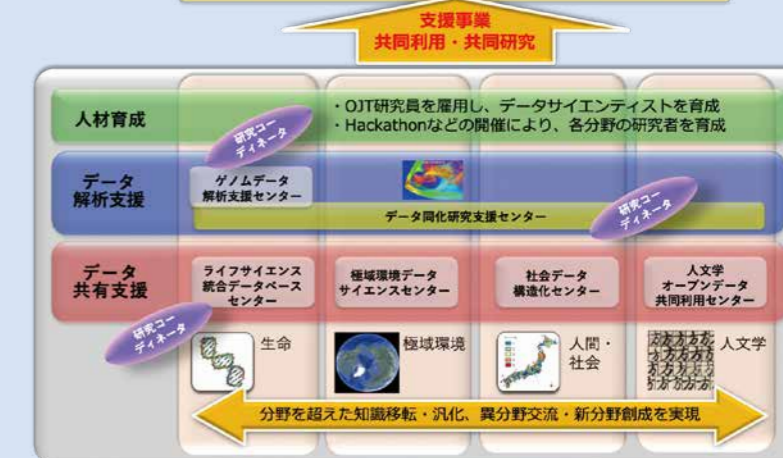 支援事業
共同利用・共同研究
人材育成
・OJT研究員を雇用し、データサイエンティストを育成
・Hackathonなどの開催により、各分野の研究者を育成
研究コー
ディネータ
データ
解析支援
ゲノムデータ
解析支援センター
データ同化研究支援センター
研究コー
ディネータ
データ
共有支援
ライフサイエンス
統合データベース
センター
極域環境データ
サイエンスセンター
社会データ
構造化センター
人文学
オープンデータ
共同利用センター
研究コー
ディネータ
生命
極域環境
人間・
社会
人文学
分野を超えた知識移転・汎化、異分野交流・新分野創成を実現